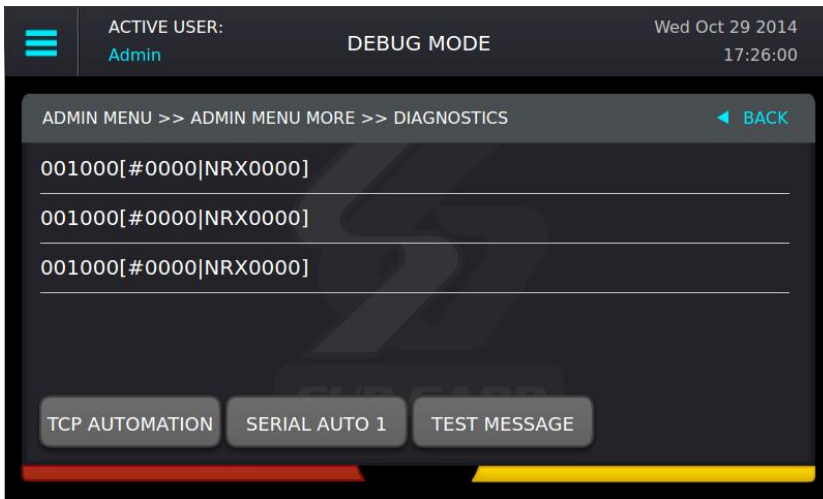 ACTIVE USER:
Admin
DEBUG MODE
Wed Oct 29 2014
17:26:00
ADMIN MENU >> ADMIN MENU MORE >> DIAGNOSTICS
◄ BACK
001000[#0000|NRX0000]
001000[#0000|NRX0000]
001000[#0000|NRX0000]
TCP AUTOMATION
SERIAL AUTO 1
TEST MESSAGE